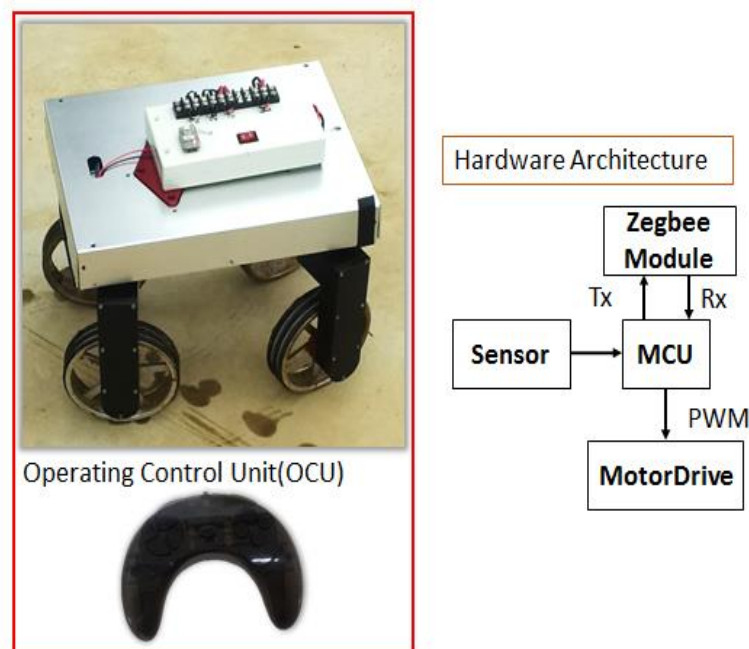 Operating Control Unit(OCU)
Hardware Architecture
Zegbee
Module
Tx
Rx
Sensor
MCU
PWM
MotorDrive